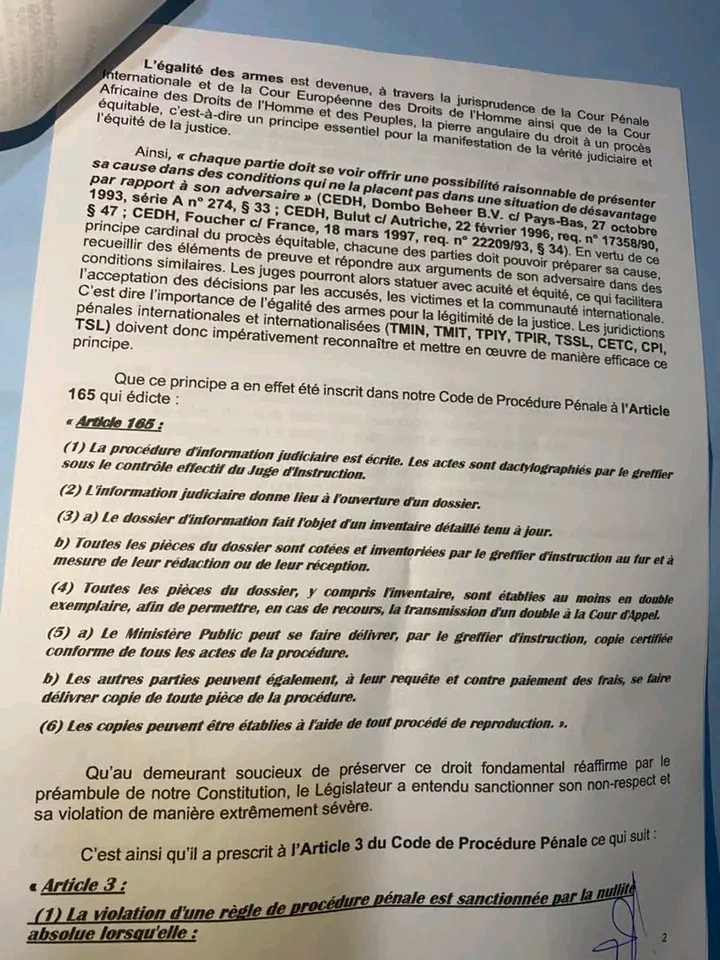 L'égalité des armes est devenue, à travers la jurisprudence de la Cour Pénale
Internationale et de la Cour Européenne des Droits de l'Homme ainsi que de la Cour
Africaine des Droits de l'Homme et des Peuples, la pierre angulaire du droit à un procès
équitable, c'est-à-dire un principe essentiel pour la manifestation de la vérité judiciaire et
l'équité de la justice.
Ainsi, « chaque partie doit se voir offrir une possibilité raisonnable de présenter
sa cause dans des conditions qui ne la placent pas dans une situation de désavantage
par rapport à son adversaire » (CEDH, Dombo Beheer B.V. c/ Pays-Bas, 27 octobre
1993, série A n° 274, § 33 ; CEDH, Bulut c/ Autriche, 22 février 1996, req. n° 17358/90,
§ 47 ; CEDH, Foucher c/ France, 18 mars 1997, req. n° 22209/93, § 34). En vertu de ce
principe cardinal du procès équitable, chacune des parties doit pouvoir préparer sa cause,
recueillir des éléments de preuve et répondre aux arguments de son adversaire dans des
conditions similaires. Les juges pourront alors statuer avec acuité et équité, ce qui facilitera
l'acceptation des décisions par les accusés, les victimes et la communauté internationale.
C'est dire l'importance de l'égalité des armes pour la légitimité de la justice. Les juridictions
pénales internationales et internationalisées (TMIN, TMIT, TPIY, TPIR, TSSL, CETC, CPI,
TSL) doivent donc impérativement reconnaître et mettre en œuvre de manière efficace ce
principe.
Que ce principe a en effet été inscrit dans notre Code de Procédure Pénale à l'Article
165 qui édicte :
« Article 165 :
(1) La procédure d'information judiciaire est écrite. Les actes sont dactylographiés par le greffier
sous le contrôle effectif du Juge d'Instruction.
(2) L'information judiciaire donne lieu à l'ouverture d'un dossier.
(3) a) Le dossier d'information fait l'objet d'un inventaire détaillé tenu à jour.
b) Toutes les pièces du dossier sont cotées et inventoriées par le greffier d'instruction au fur et à
mesure de leur rédaction ou de leur réception.
(4) Toutes les pièces du dossier, y compris l'inventaire, sont établies au moins en double
exemplaire, afin de permettre, en cas de recours, la transmission d'un double à la Cour d'Appel.
(5) a) Le Ministère Public peut se faire délivrer, par le greffier d'instruction, copie certifiée
conforme de tous les actes de la procédure.
b) Les autres parties peuvent également, à leur requête et contre paiement des frais, se faire
délivrer copie de toute pièce de la procédure.
(6) Les copies peuvent être établies à l'aide de tout procédé de reproduction. ».
Qu'au demeurant soucieux de préserver ce droit fondamental réaffirme par le
préambule de notre Constitution, le Législateur a entendu sanctionner son non-respect et
sa violation de manière extrêmement sévère.
C'est ainsi qu'il a prescrit à l'Article 3 du Code de Procédure Pénale ce qui suit :
« Article 3 :
(1) La violation d'une règle de procédure pénale est sanctionnée par la nullité
absolue lorsqu'elle :
2